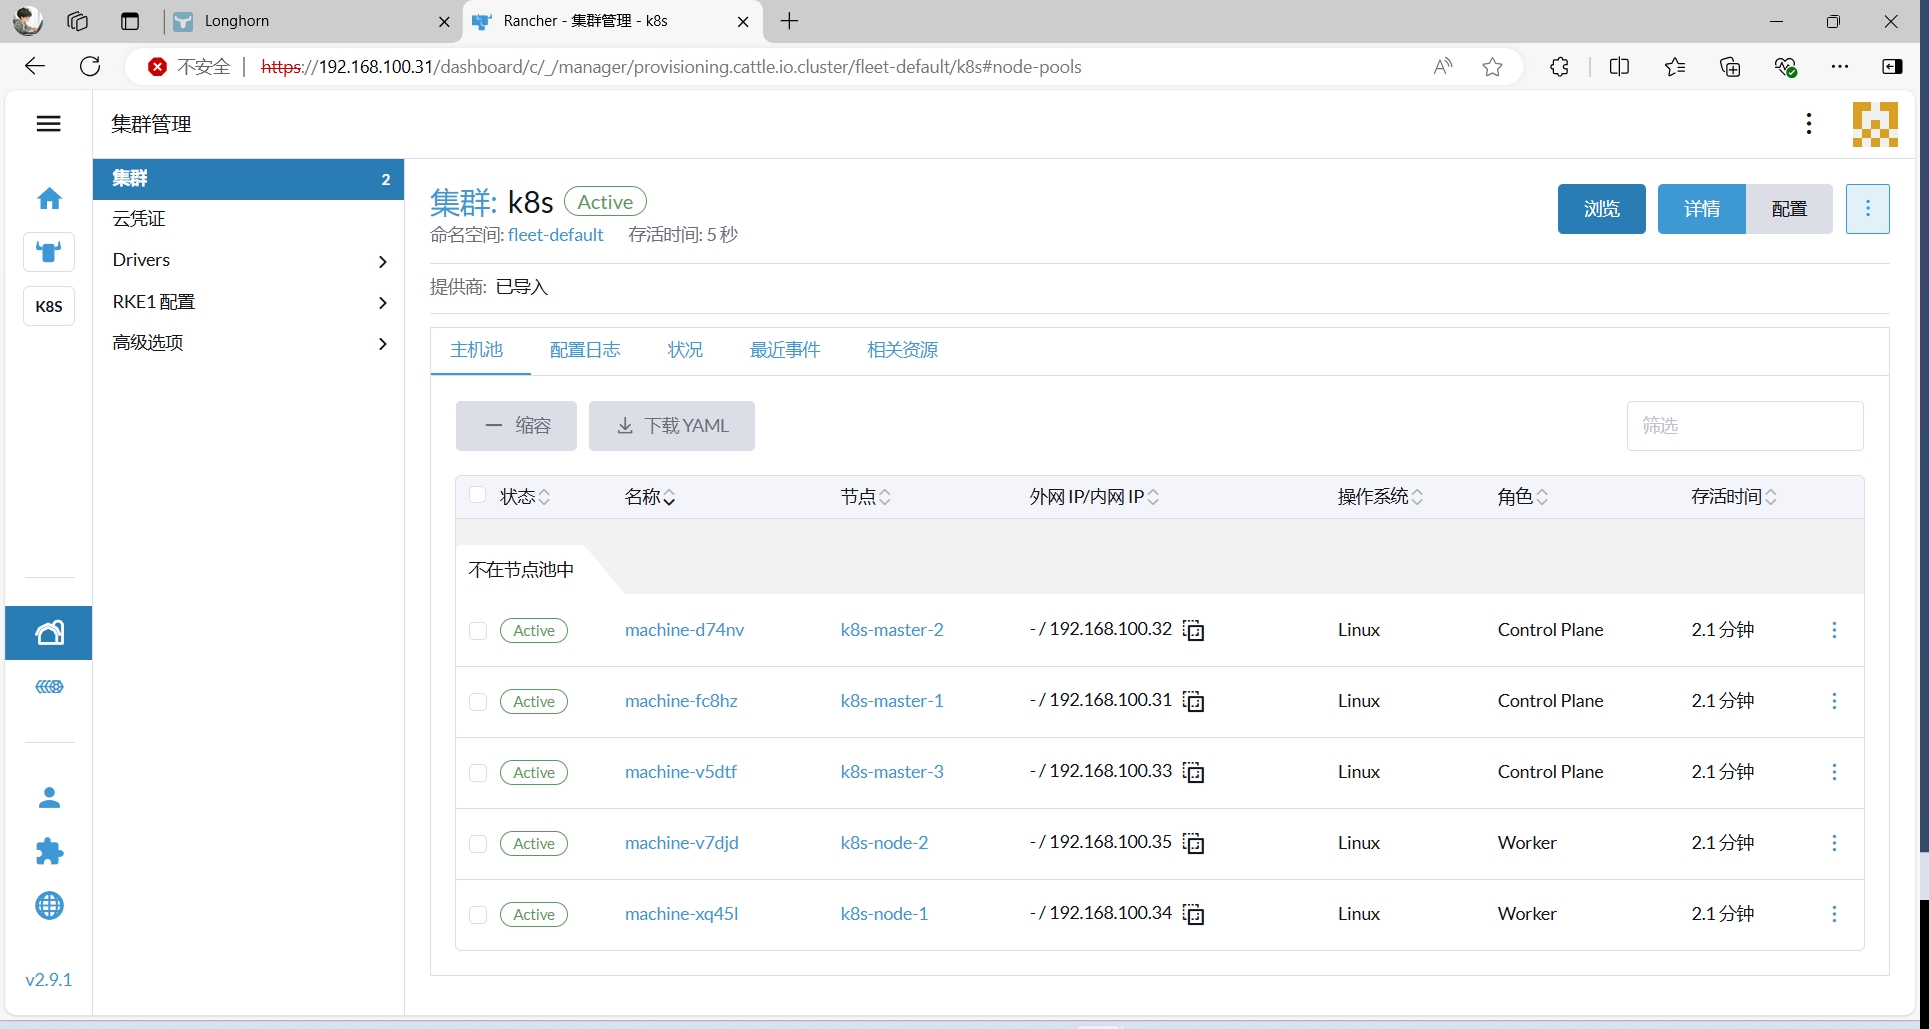 Longhorn
Rancher - 集群管理 - k8s
不安全
https://192.168.100.31/dashboard/c/_/manager/provisioning.cattle.io.cluster/fleet-default/k8s#node-pools
集群管理
K8S
v2.9.1
集群 2
云凭证
Drivers
RKE1 配置
高级选项
集群: k8s Active
命名空间: fleet-default 存活时间: 5 秒
浏览 详情 配置
提供商: 已导入
主机池 配置日志 状况 最近事件 相关资源
缩容 下载 YAML 筛选
状态 名称 节点 外网 IP/内网 IP 操作系统 角色 存活时间
不在节点池中
Active machine-d74nv k8s-master-2 - / 192.168.100.32 Linux Control Plane 2.1 分钟
Active machine-fc8hz k8s-master-1 - / 192.168.100.31 Linux Control Plane 2.1 分钟
Active machine-v5dtf k8s-master-3 - / 192.168.100.33 Linux Control Plane 2.1 分钟
Active machine-v7djd k8s-node-2 - / 192.168.100.35 Linux Worker 2.1 分钟
Active machine-xq45l k8s-node-1 - / 192.168.100.34 Linux Worker 2.1 分钟